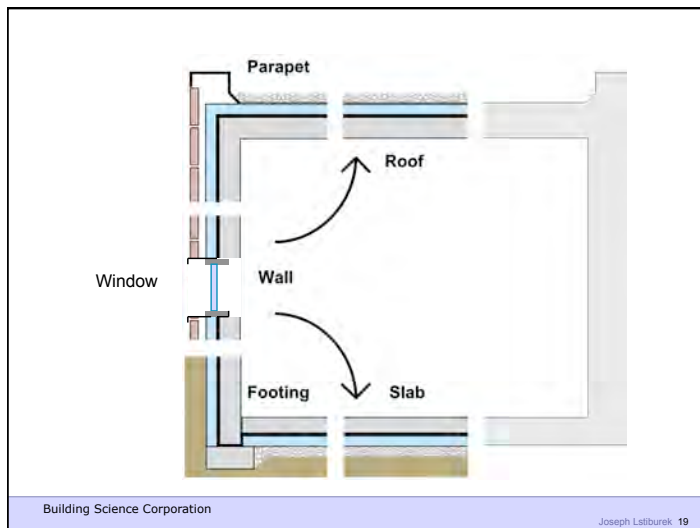 Parapet
Roof
Window
Wall
Footing
Slab
Building Science Corporation
Joseph Lstiburek 19